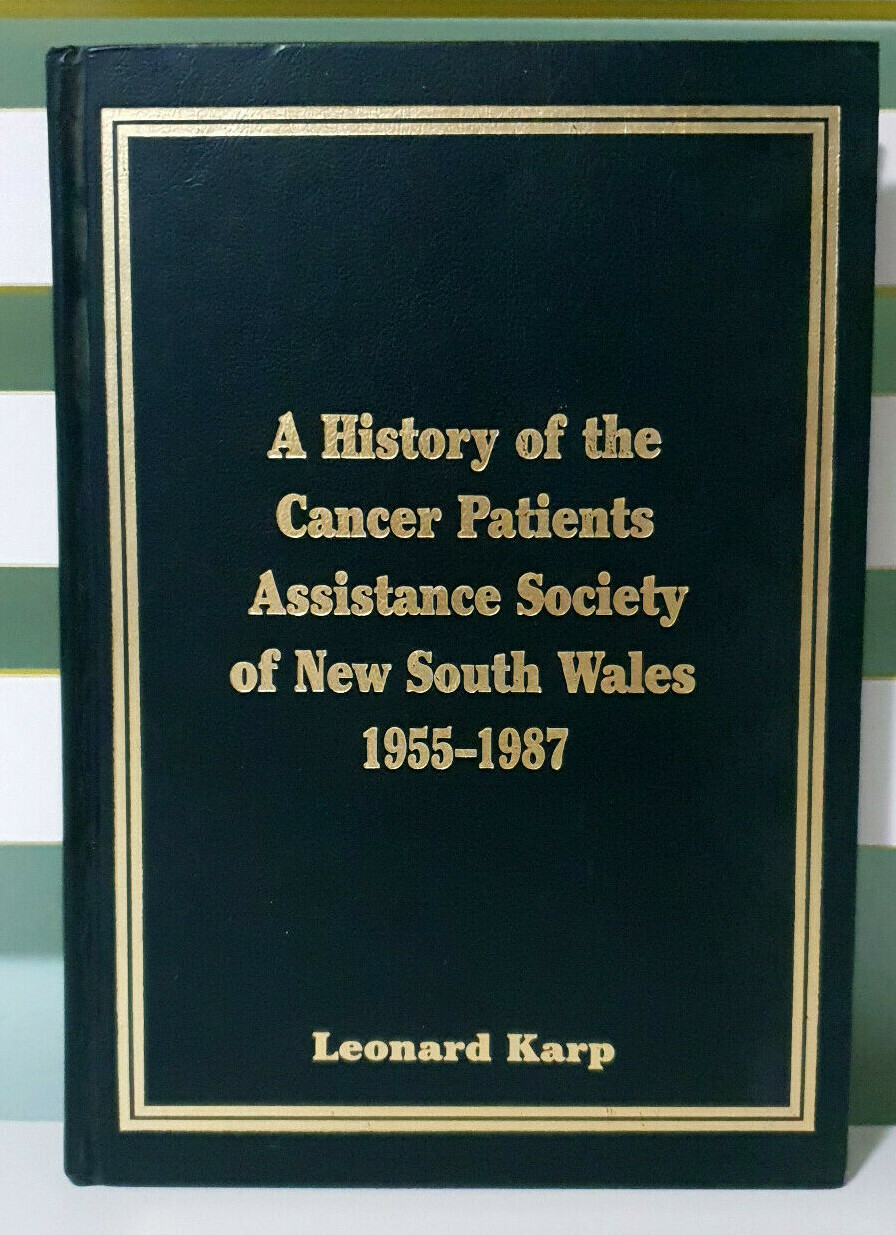 A History of the
Cancer Patients
Assistance Society
of New South Wales
1955–1987
Leonard Karp